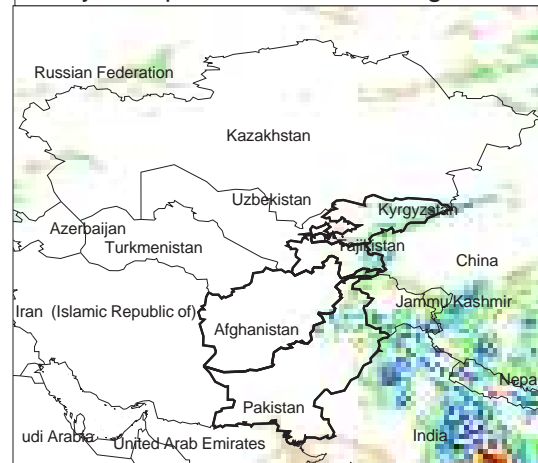 Russian Federation
Kazakhstan
Uzbekistan
Kyrgyzstan
Azerbaijan
Turkmenistan
Tajikistan
China
Iran (Islamic Republic of)
Jammu/Kashmir
Afghanistan
Nepa
Pakistan
udi Arabia
United Arab Emirates
India